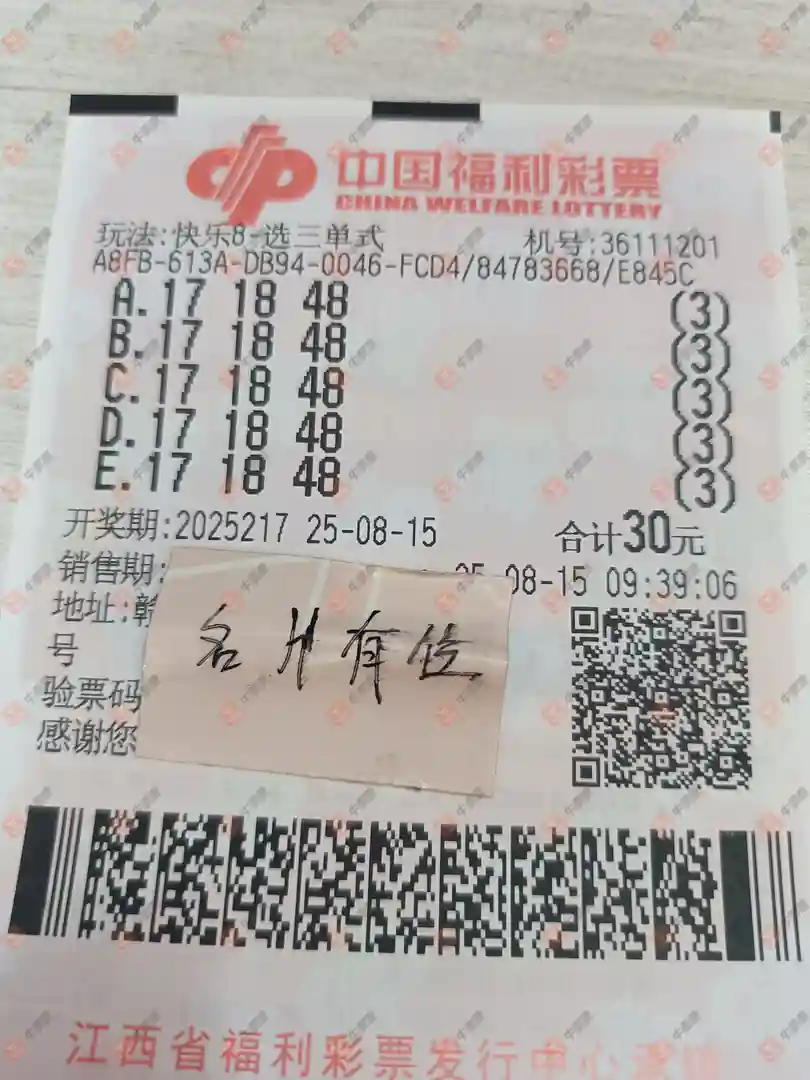 中国福利彩票
CHINA WELFARE LOTTERY
玩法:快乐8-选三单式 机号:36111201
A8FB-613A-DB94-0046-FCD4/84783668/E845C
A.17 18 48 (3)
B.17 18 48 (3)
C.17 18 48 (3)
D.17 18 48 (3)
E.17 18 48 (3)
开奖期:2025217 25-08-15 合计30元
销售期: 25-08-15 09:39:06
地址:赣
名片有位
号
验票码
感谢您
江西省福利彩票发行中心